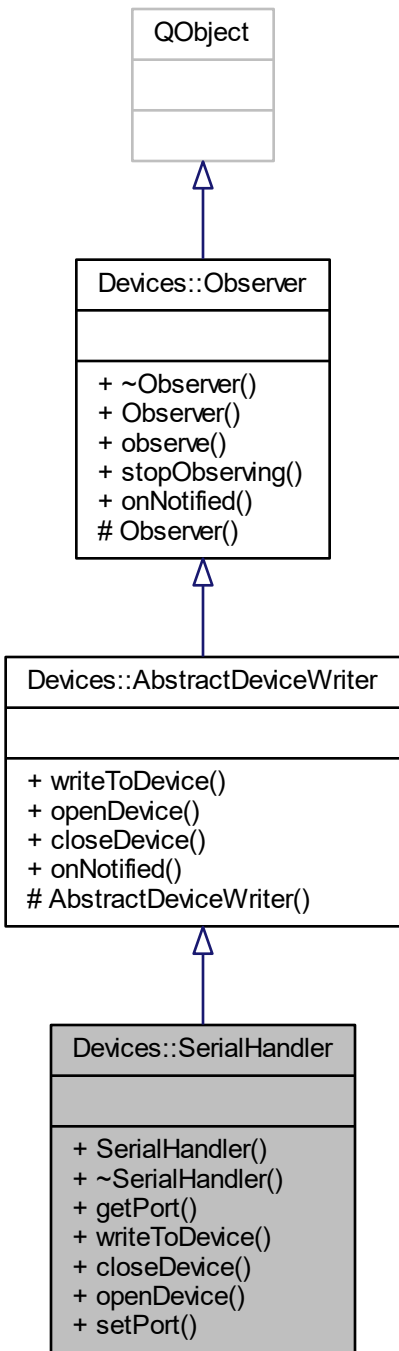 QObject
Devices::Observer
+ ~Observer()
+ Observer()
+ observe()
+ stopObserving()
+ onNotified()
# Observer()
Devices::AbstractDeviceWriter
+ writeToDevice()
+ openDevice()
+ closeDevice()
+ onNotified()
# AbstractDeviceWriter()
Devices::SerialHandler
+ SerialHandler()
+ ~SerialHandler()
+ getPort()
+ writeToDevice()
+ closeDevice()
+ openDevice()
+ setPort()